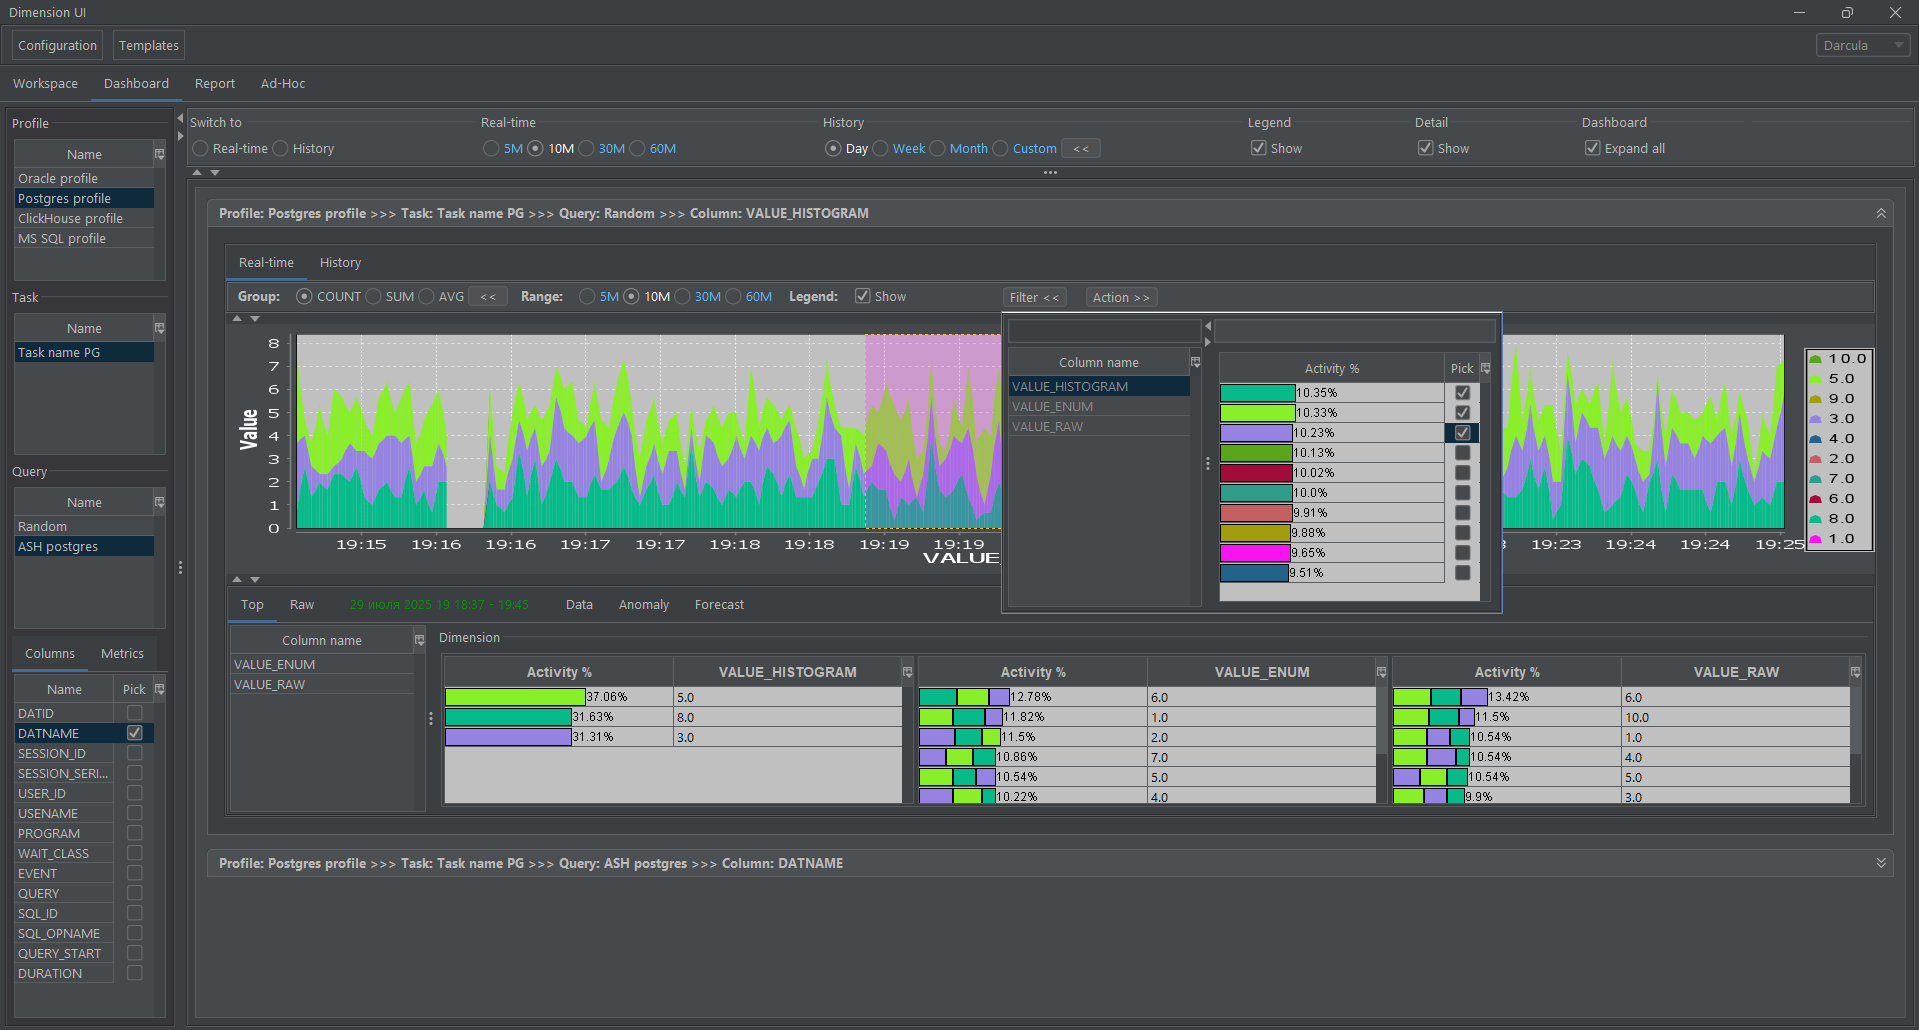 Dimension UI
Configuration Templates Darcula
Workspace Dashboard Report Ad-Hoc
Profile
Name
Oracle profile
Postgres profile
ClickHouse profile
MS SQL profile
Task
Name
Task name PG
Query
Name
Random
ASH postgres
Columns Metrics
Name Pick
DATID
DATNAME
SESSION_ID
SESSION_SERI...
USER_ID
USENAME
PROGRAM
WAIT_CLASS
EVENT
QUERY
SQL_ID
SQL_OPNAME
QUERY_START
DURATION
Switch to Real-time History Legend Detail Dashboard
Real-time History 5M 10M 30M 60M Day Week Month Custom << Show Show Expand all
Profile: Postgres profile >>> Task: Task name PG >>> Query: Random >>> Column: VALUE_HISTOGRAM
Real-time History
Group: COUNT SUM AVG << Range: 5M 10M 30M 60M Legend: Show Filter << Action >>
Value
8
7
6
5
4
3
2
1
0
19:15 19:16 19:16 19:17 19:17 19:18 19:18 19:19 19:19 19:23 19:24 19:24 19:25
VALUE_
Column name
VALUE_HISTOGRAM
VALUE_ENUM
VALUE_RAW
Activity % Pick
10.35%
10.33%
10.23%
10.13%
10.02%
10.0%
9.91%
9.88%
9.65%
9.51%
10.0
5.0
9.0
3.0
4.0
2.0
7.0
6.0
8.0
1.0
Top Raw 29 июля 2025 19 18:37 - 19:45 Data Anomaly Forecast
Column name
VALUE_ENUM
VALUE_RAW
Dimension
Activity % VALUE_HISTOGRAM
37.06% 5.0
31.63% 8.0
31.31% 3.0
Activity % VALUE_ENUM
12.78% 6.0
11.82% 1.0
11.5% 2.0
10.86% 7.0
10.54% 5.0
10.22% 4.0
Activity % VALUE_RAW
13.42% 6.0
11.5% 10.0
10.54% 1.0
10.54% 4.0
10.54% 5.0
9.9% 3.0
Profile: Postgres profile >>> Task: Task name PG >>> Query: ASH postgres >>> Column: DATNAME